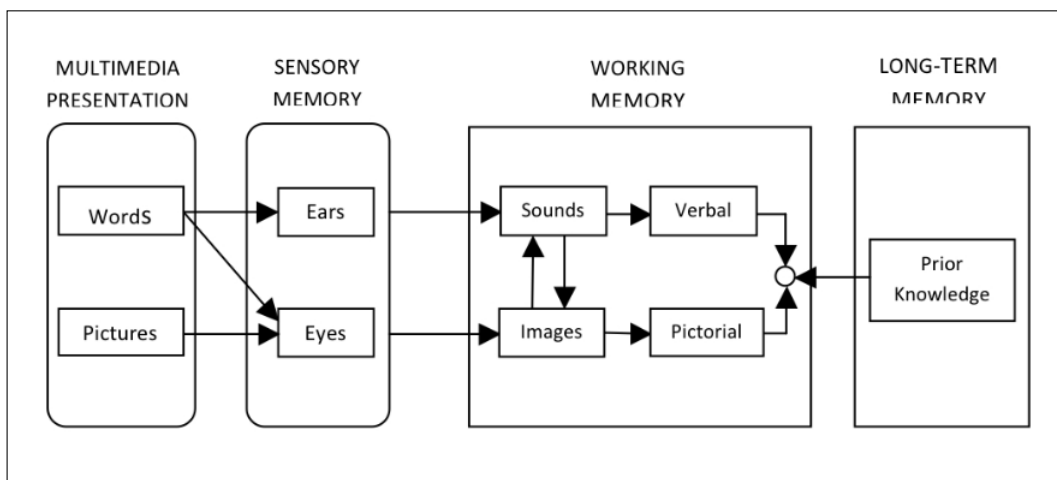 MULTIMEDIA
PRESENTATION
SENSORY
MEMORY
WORKING
MEMORY
LONG-TERM
MEMORY
Words
Ears
Sounds
Verbal
Prior
Knowledge
Pictures
Eyes
Images
Pictorial